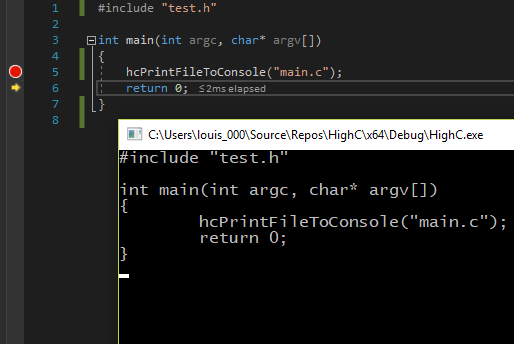 1 #include "test.h"
2
3 int main(int argc, char* argv[])
4 {
5 hcPrintFileToConsole("main.c");
6 return 0; ≤2ms elapsed
7 }
8
C:\Users\louis_000\Source\Repos\HighC\x64\Debug\HighC.exe
#include "test.h"
int main(int argc, char* argv[])
{
hcPrintFileToConsole("main.c");
return 0;
}